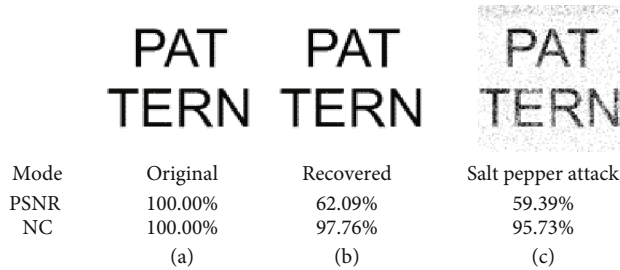 PAT PAT PAT
TERN TERN TERN
Mode Original Recovered Salt pepper attack
PSNR 100.00% 62.09% 59.39%
NC 100.00% 97.76% 95.73%
(a) (b) (c)